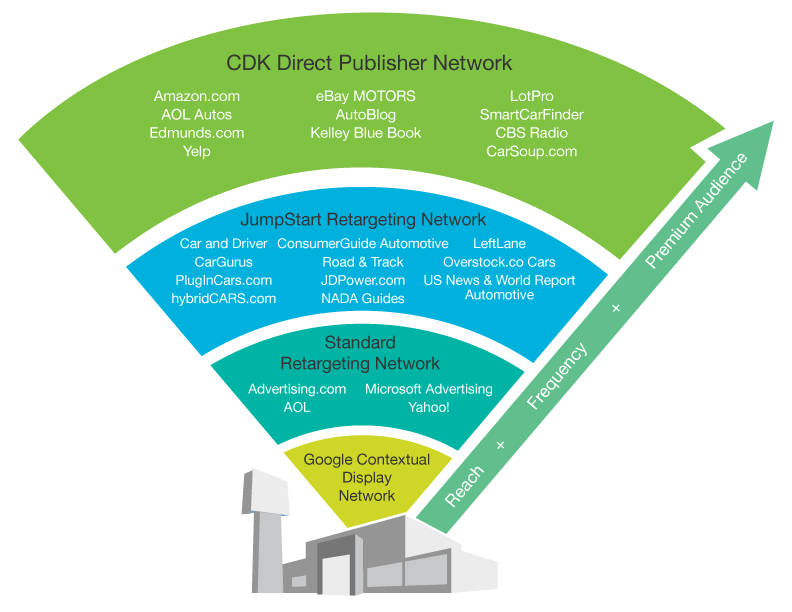 CDK Direct Publisher Network
Amazon.com
AOL Autos
Edmunds.com
Yelp
eBay MOTORS
AutoBlog
Kelley Blue Book
LotPro
SmartCarFinder
CBS Radio
CarSoup.com
JumpStart Retargeting Network
Car and Driver
CarGurus
PlugInCars.com
hybridCARS.com
ConsumerGuide Automotive
Road & Track
JDPower.com
NADA Guides
LeftLane
Overstock.co Cars
US News & World Report
Automotive
Standard
Retargeting Network
Advertising.com
AOL
Microsoft Advertising
Yahoo!
Google Contextual
Display
Network
Reach + Frequency + Premium Audience